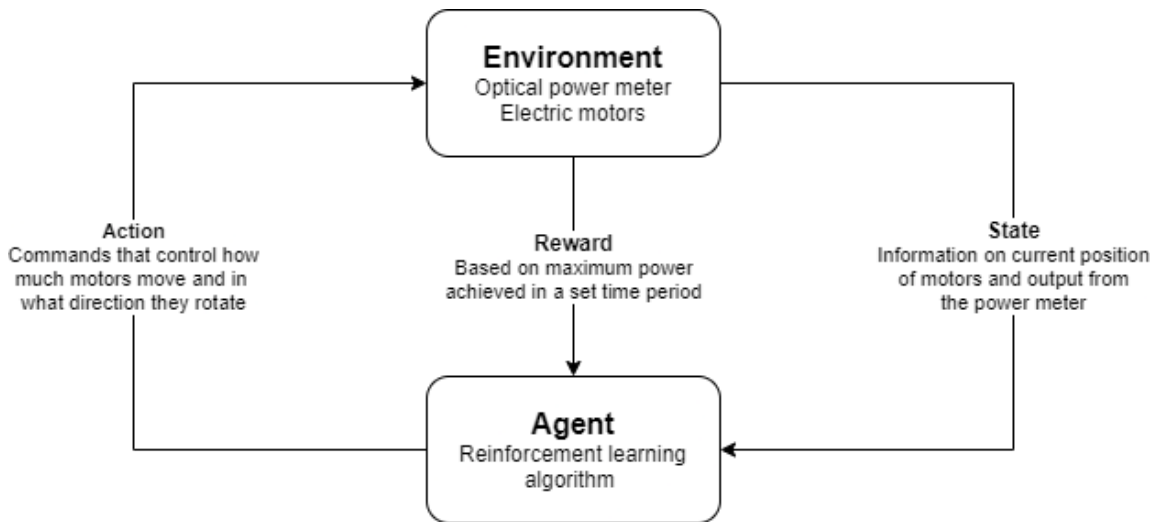 Environment
Optical power meter
Electric motors
Action
Commands that control how
much motors move and in
what direction they rotate
Reward
Based on maximum power
achieved in a set time period
State
Information on current position
of motors and output from
the power meter
Agent
Reinforcement learning
algorithm